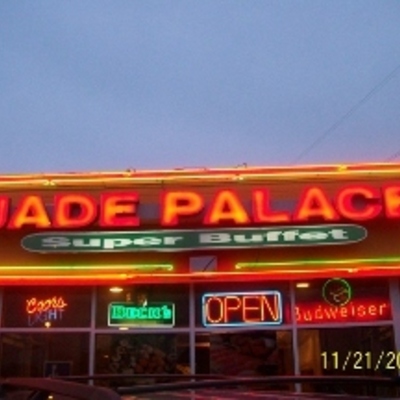 JADE PALACE
Super Buffet
Coors
LIGHT
Beck's
OPEN
Budweiser
11/21/20